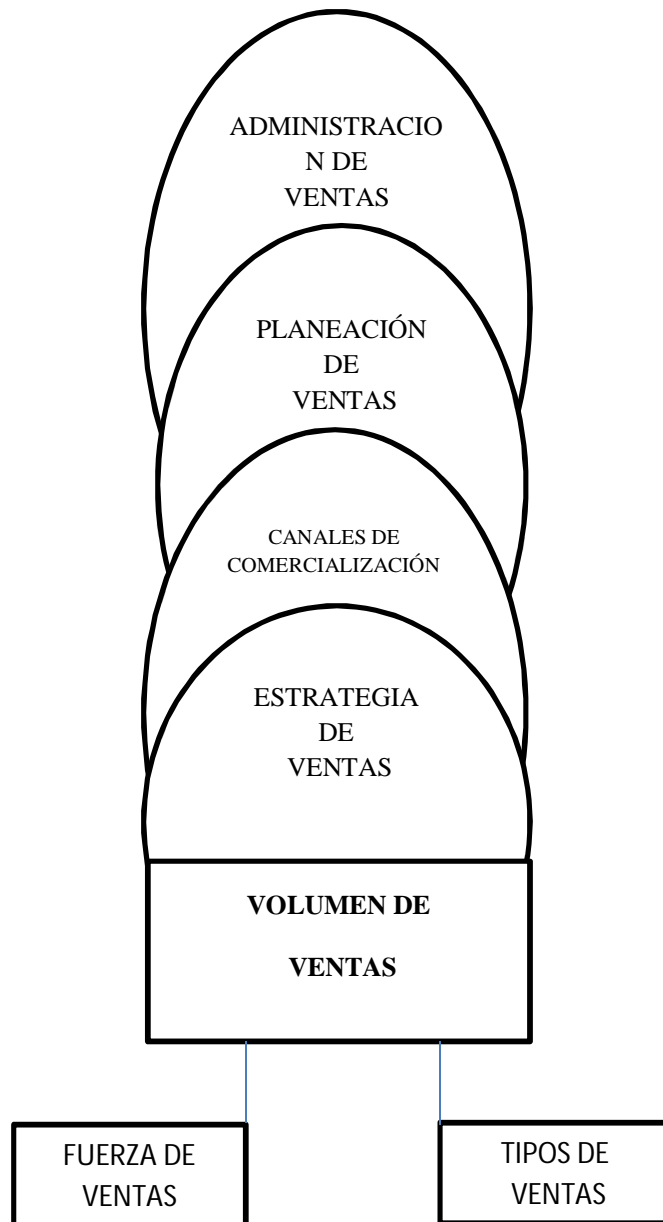 ADMINISTRACIO
N DE
VENTAS
PLANEACIÓN
DE
VENTAS
CANALES DE
COMERCIALIZACIÓN
ESTRATEGIA
DE
VENTAS
VOLUMEN DE
VENTAS
FUERZA DE
VENTAS
TIPOS DE
VENTAS